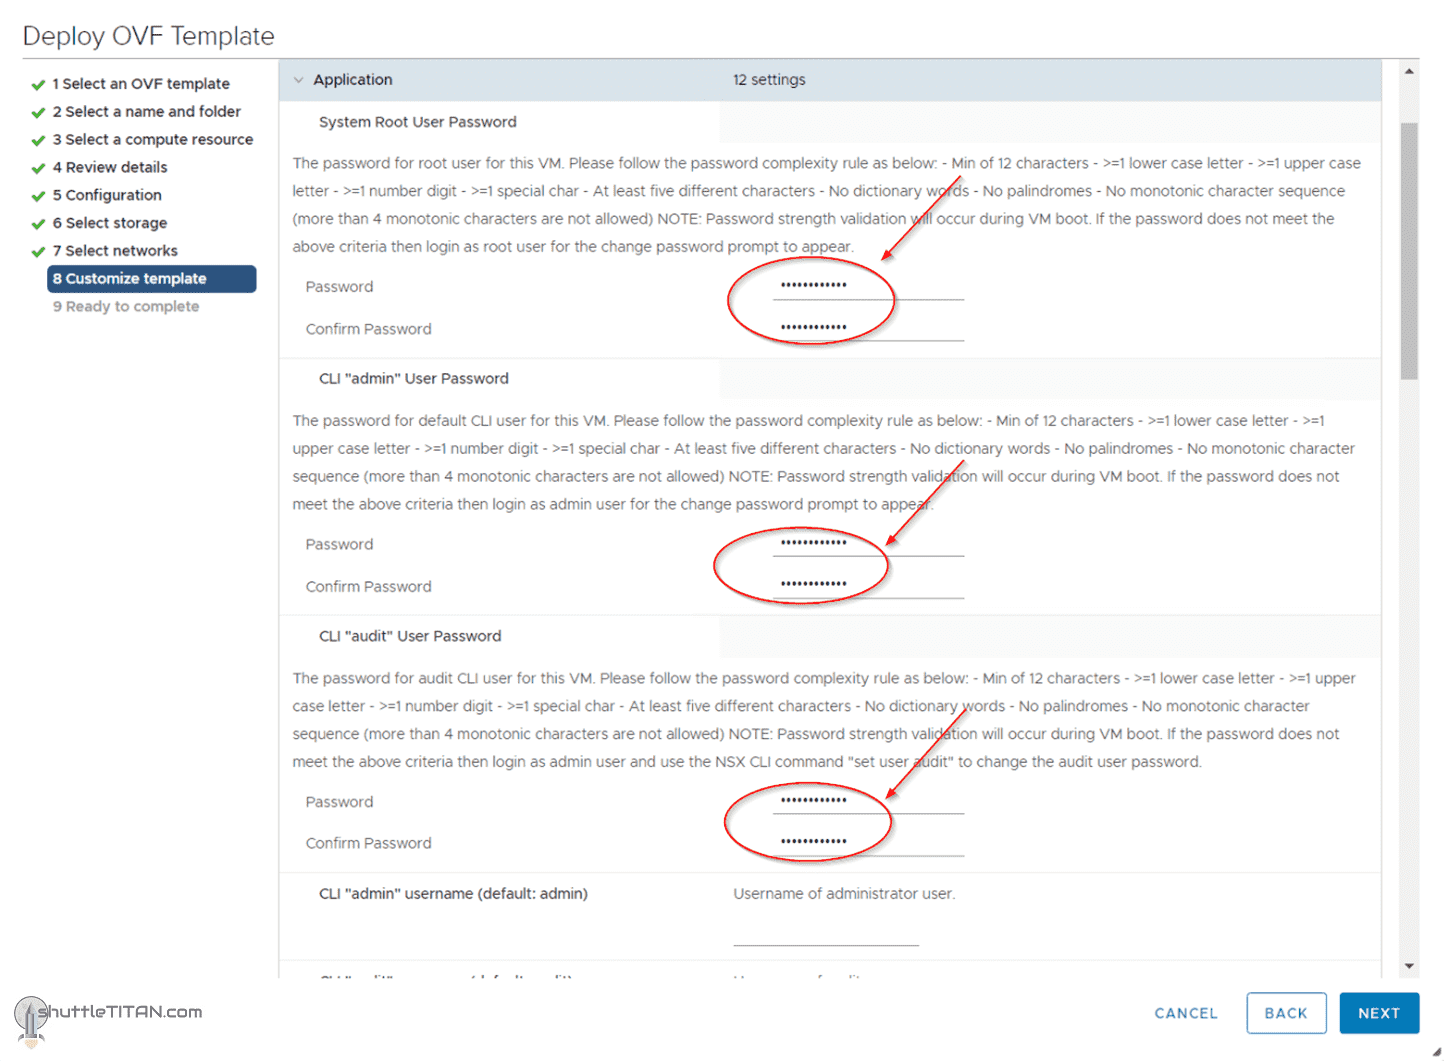 Deploy OVF Template
1 Select an OVF template
2 Select a name and folder
3 Select a compute resource
4 Review details
5 Configuration
6 Select storage
7 Select networks
8 Customize template
9 Ready to complete
Application 12 settings
System Root User Password
The password for root user for this VM. Please follow the password complexity rule as below: - Min of 12 characters - >=1 lower case letter - >=1 upper case
letter - >=1 number digit - >=1 special char - At least five different characters - No dictionary words - No palindromes - No monotonic character sequence
(more than 4 monotonic characters are not allowed) NOTE: Password strength validation will occur during VM boot. If the password does not meet the
above criteria then login as root user for the change password prompt to appear.
Password ••••••••••••
Confirm Password ••••••••••••
CLI "admin" User Password
The password for default CLI user for this VM. Please follow the password complexity rule as below: - Min of 12 characters - >=1 lower case letter - >=1
upper case letter - >=1 number digit - >=1 special char - At least five different characters - No dictionary words - No palindromes - No monotonic character
sequence (more than 4 monotonic characters are not allowed) NOTE: Password strength validation will occur during VM boot. If the password does not
meet the above criteria then login as admin user for the change password prompt to appear.
Password ••••••••••••
Confirm Password ••••••••••••
CLI "audit" User Password
The password for audit CLI user for this VM. Please follow the password complexity rule as below: - Min of 12 characters - >=1 lower case letter - >=1 upper
case letter - >=1 number digit - >=1 special char - At least five different characters - No dictionary words - No palindromes - No monotonic character
sequence (more than 4 monotonic characters are not allowed) NOTE: Password strength validation will occur during VM boot. If the password does not
meet the above criteria then login as admin user and use the NSX CLI command "set user audit" to change the audit user password.
Password ••••••••••••
Confirm Password ••••••••••••
CLI "admin" username (default: admin) Username of administrator user.
shuttleTITAN.com
CANCEL BACK NEXT